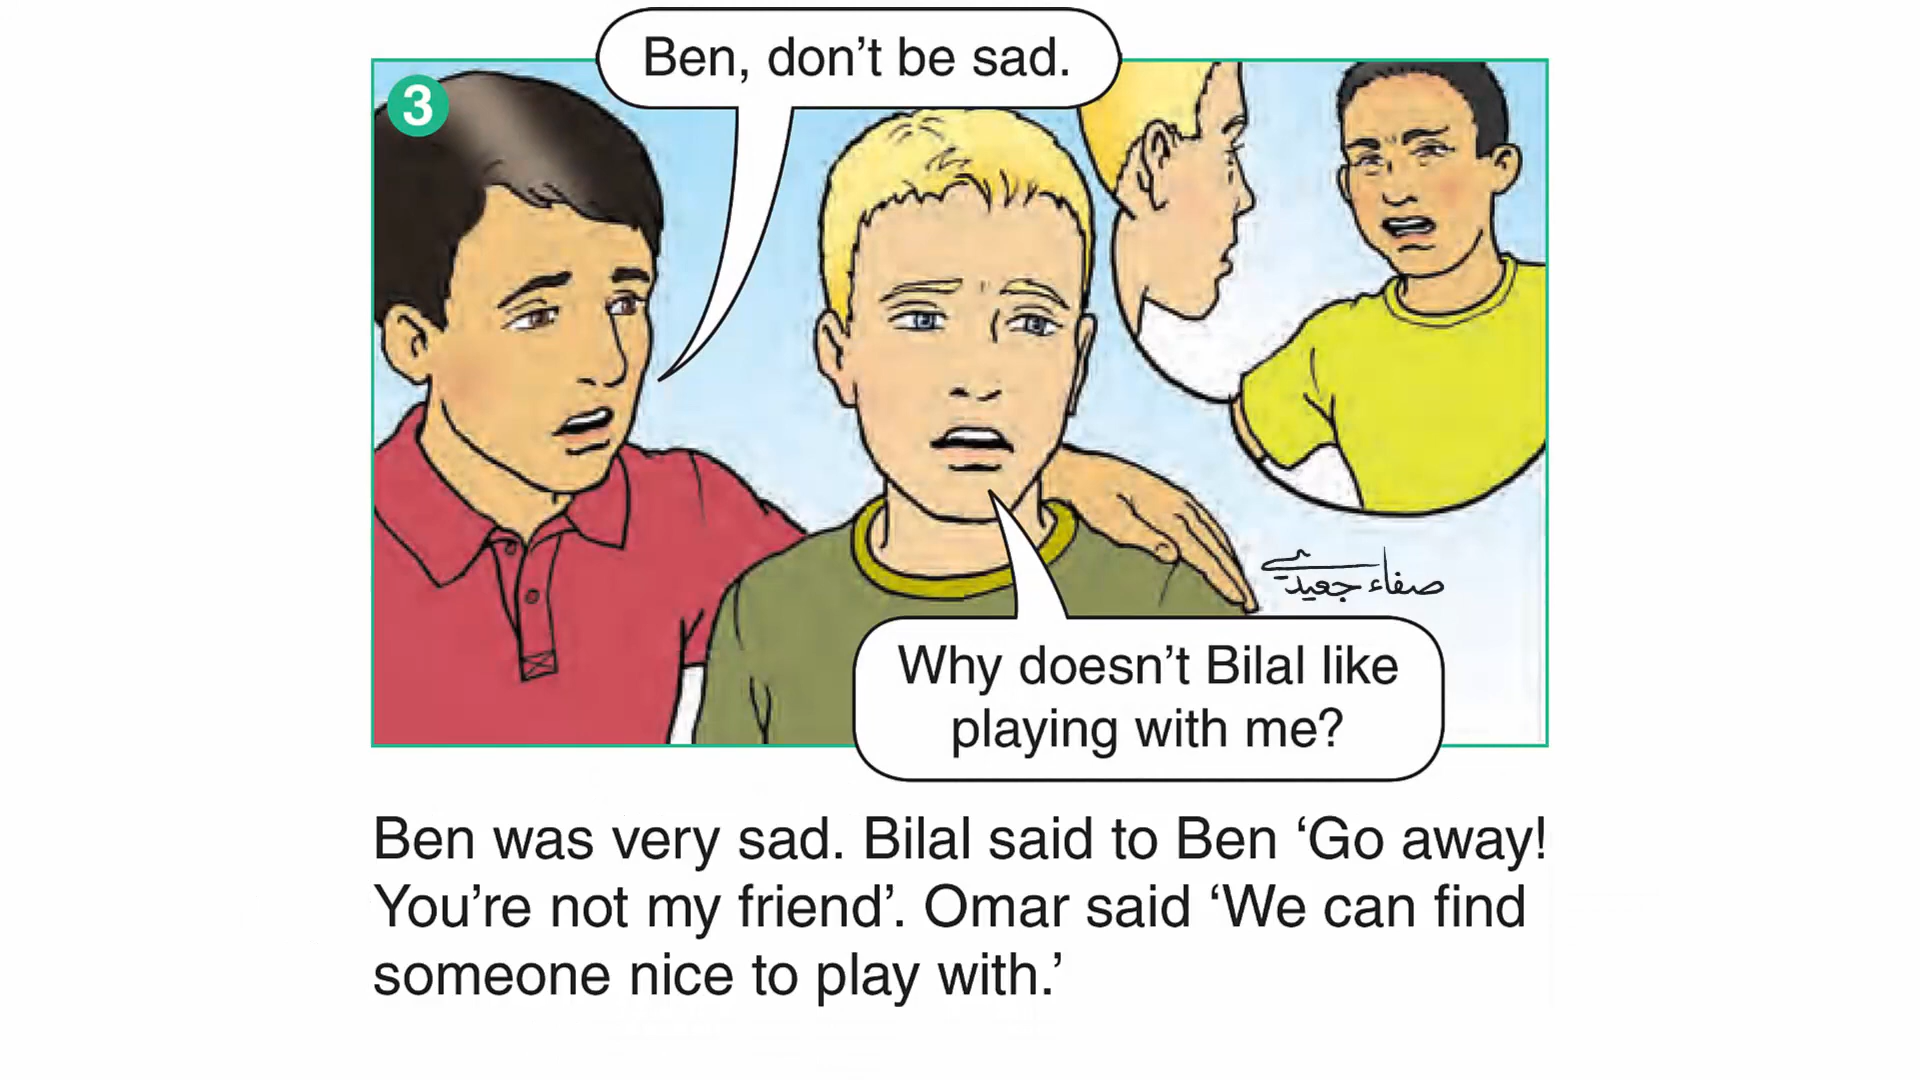 3
Ben, don’t be sad.
صفاء جعيدي
Why doesn’t Bilal like
playing with me?
Ben was very sad. Bilal said to Ben ‘Go away!
You’re not my friend’. Omar said ‘We can find
someone nice to play with.’